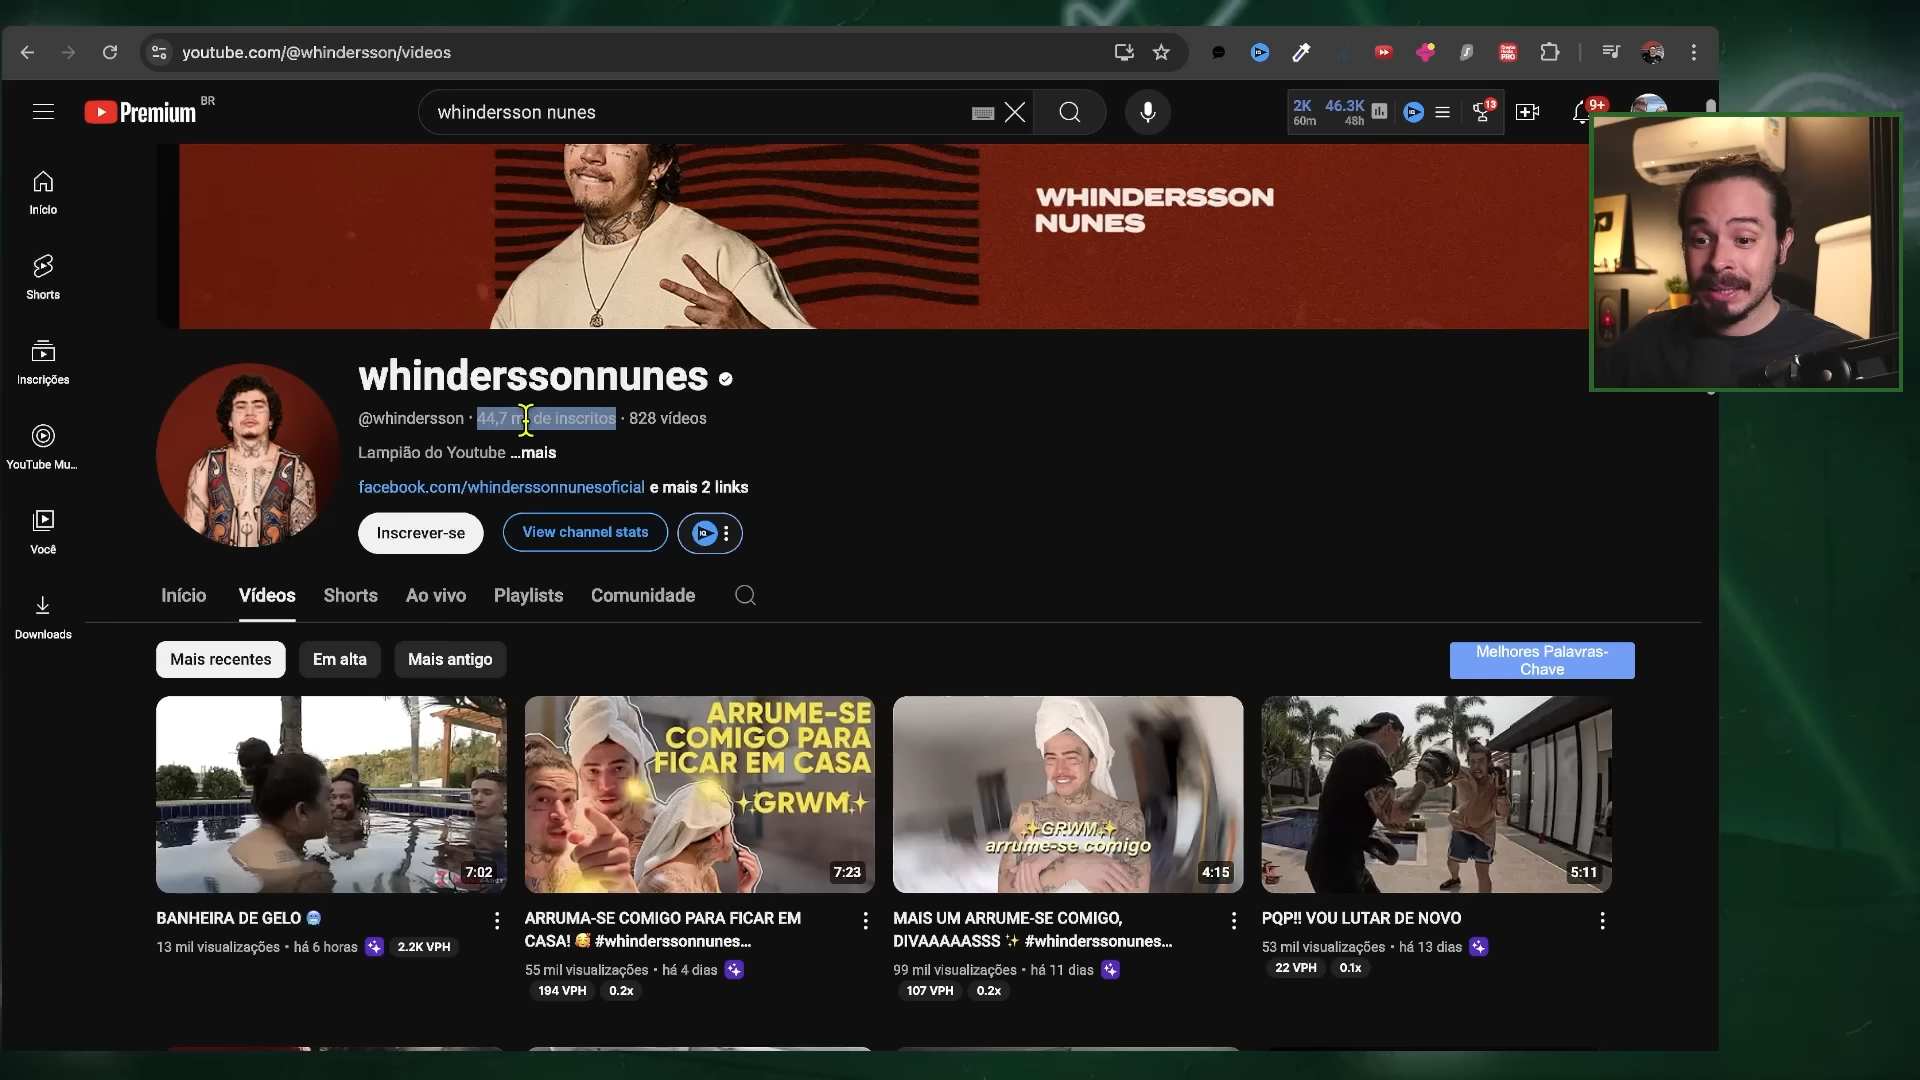 youtube.com/@whindersson/videos
Premium BR
whindersson nunes
2K 60m
46.3K 48h
13
9+
Início
Shorts
Inscrições
YouTube Mu...
Você
Downloads
WHINDERSSON
NUNES
whinderssonnunes
@whindersson · 44,7 m de inscritos · 828 vídeos
Lampião do Youtube ...mais
facebook.com/whinderssonnunesoficial e mais 2 links
Inscrever-se
View channel stats
Início Vídeos Shorts Ao vivo Playlists Comunidade
Mais recentes Em alta Mais antigo
Melhores Palavras-
Chave
7:02
BANHEIRA DE GELO 🥶
13 mil visualizações • há 6 horas
2.2K VPH
ARRUME-SE
COMIGO PARA
FICAR EM CASA
✨GRWM✨
7:23
ARRUMA-SE COMIGO PARA FICAR EM
CASA! 🥰 #whinderssonnunes...
55 mil visualizações • há 4 dias
194 VPH 0.2x
✨GRWM✨
arrume-se comigo
4:15
MAIS UM ARRUME-SE COMIGO,
DIVAAAAASSS ✨ #whinderssonunes...
99 mil visualizações • há 11 dias
107 VPH 0.2x
5:11
PQP!! VOU LUTAR DE NOVO
53 mil visualizações • há 13 dias
22 VPH 0.1x